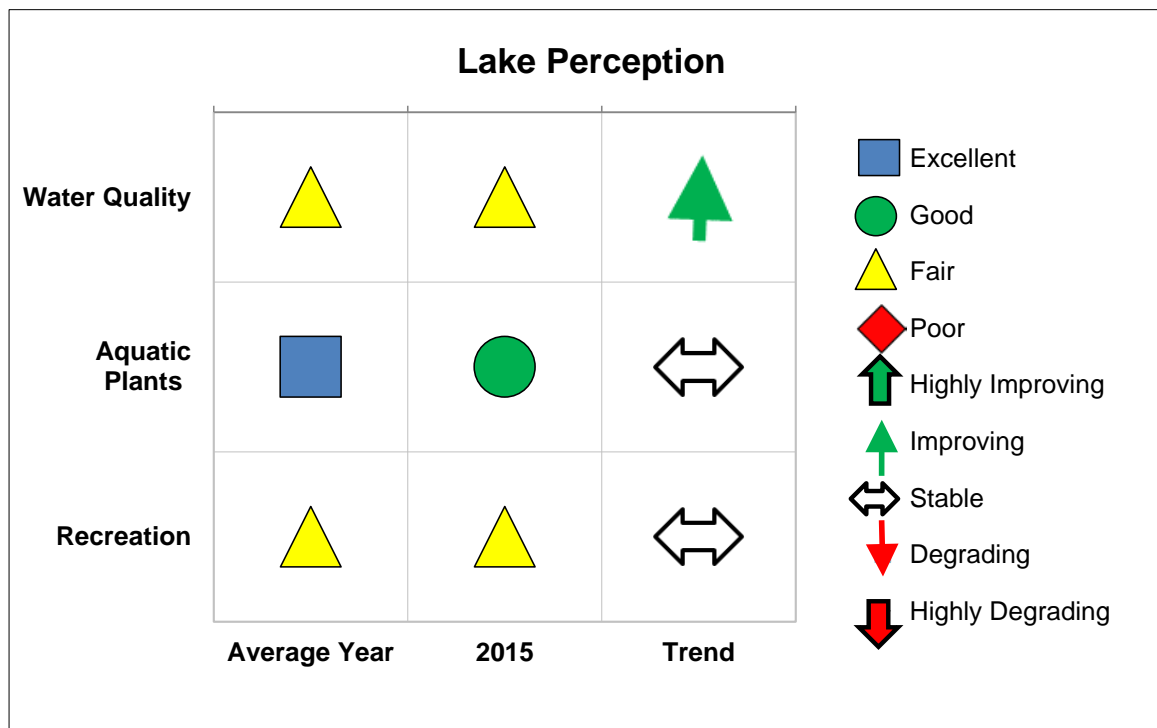 Lake Perception
Water Quality
Aquatic
Plants
Recreation
Average Year
2015
Trend
Excellent
Good
Fair
Poor
Highly Improving
Improving
Stable
Degrading
Highly Degrading